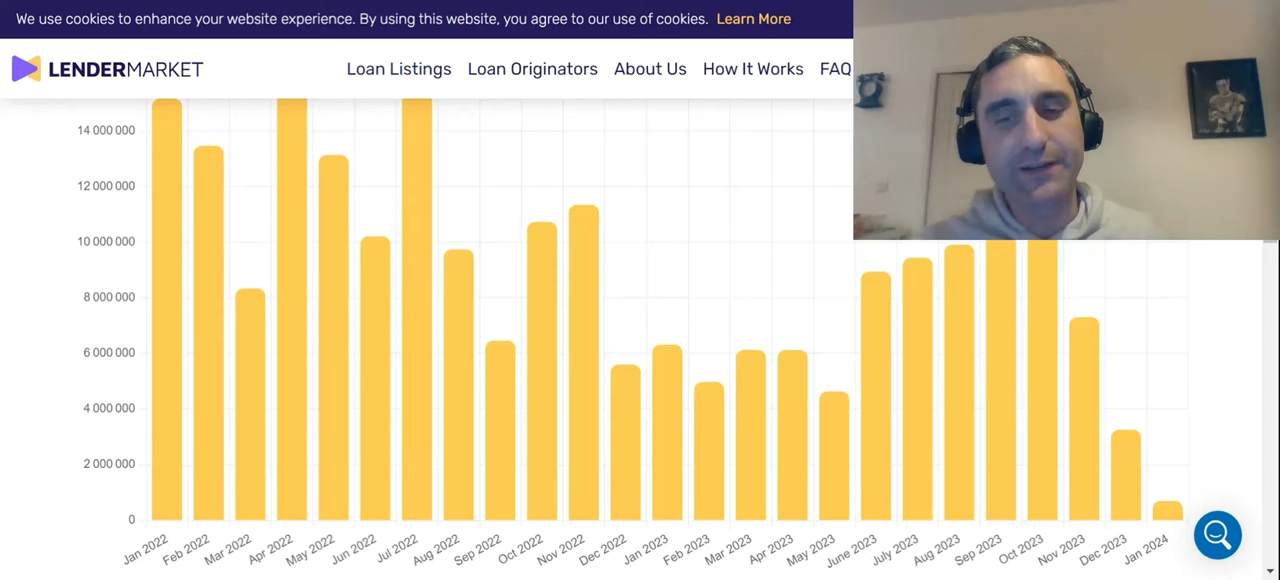 We use cookies to enhance your website experience. By using this website, you agree to our use of cookies. Learn More
LENDERMARKET
Loan Listings Loan Originators About Us How It Works FAQ
14 000 000
12 000 000
10 000 000
8 000 000
6 000 000
4 000 000
2 000 000
0
Jan 2022 Feb 2022 Mar 2022 Apr 2022 May 2022 Jun 2022 Jul 2022 Aug 2022 Sep 2022 Oct 2022 Nov 2022 Dec 2022 Jan 2023 Feb 2023 Mar 2023 Apr 2023 May 2023 June 2023 July 2023 Aug 2023 Sep 2023 Oct 2023 Nov 2023 Dec 2023 Jan 2024